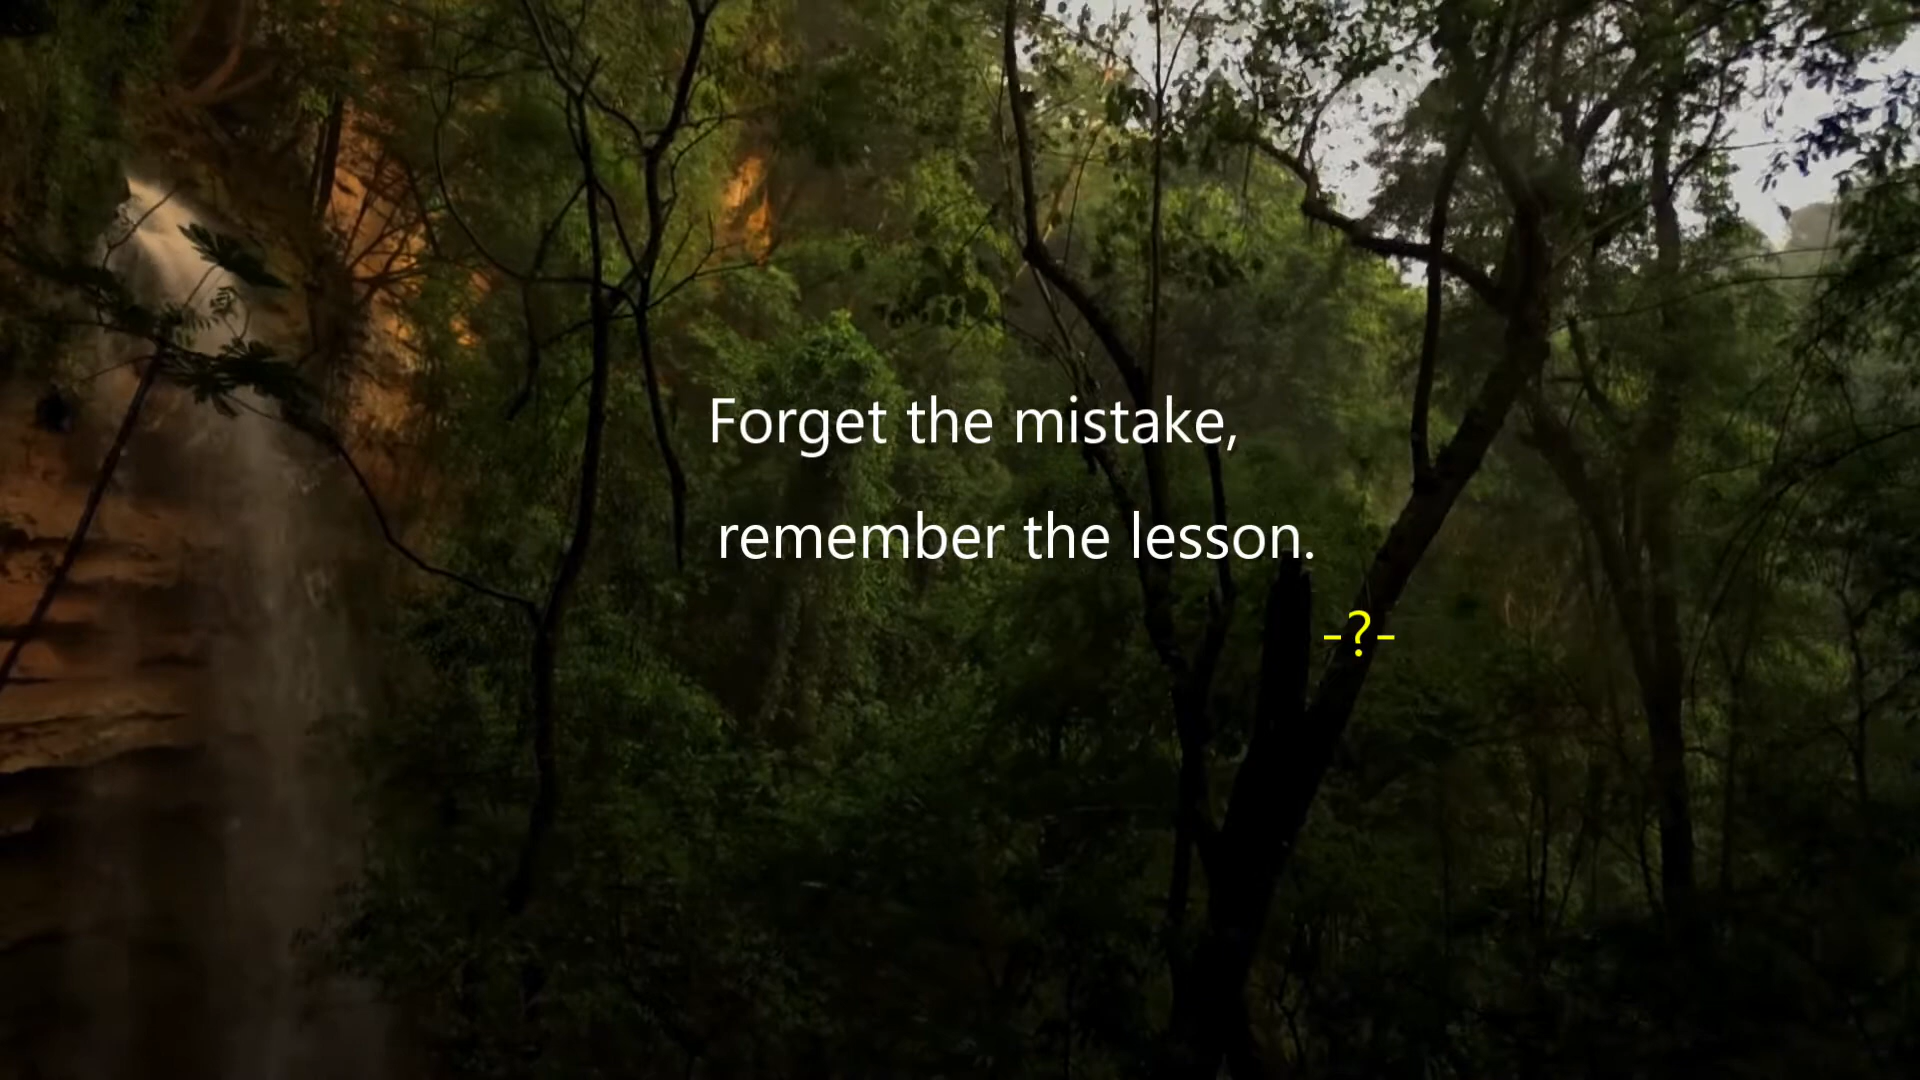 Forget the mistake,
remember the lesson.
-?-